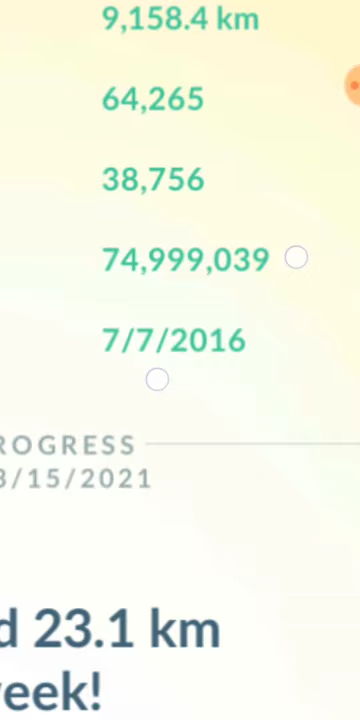 9,158.4 km
64,265
38,756
74,999,039
7/7/2016
ROGRESS
3/15/2021
d 23.1 km
eek!